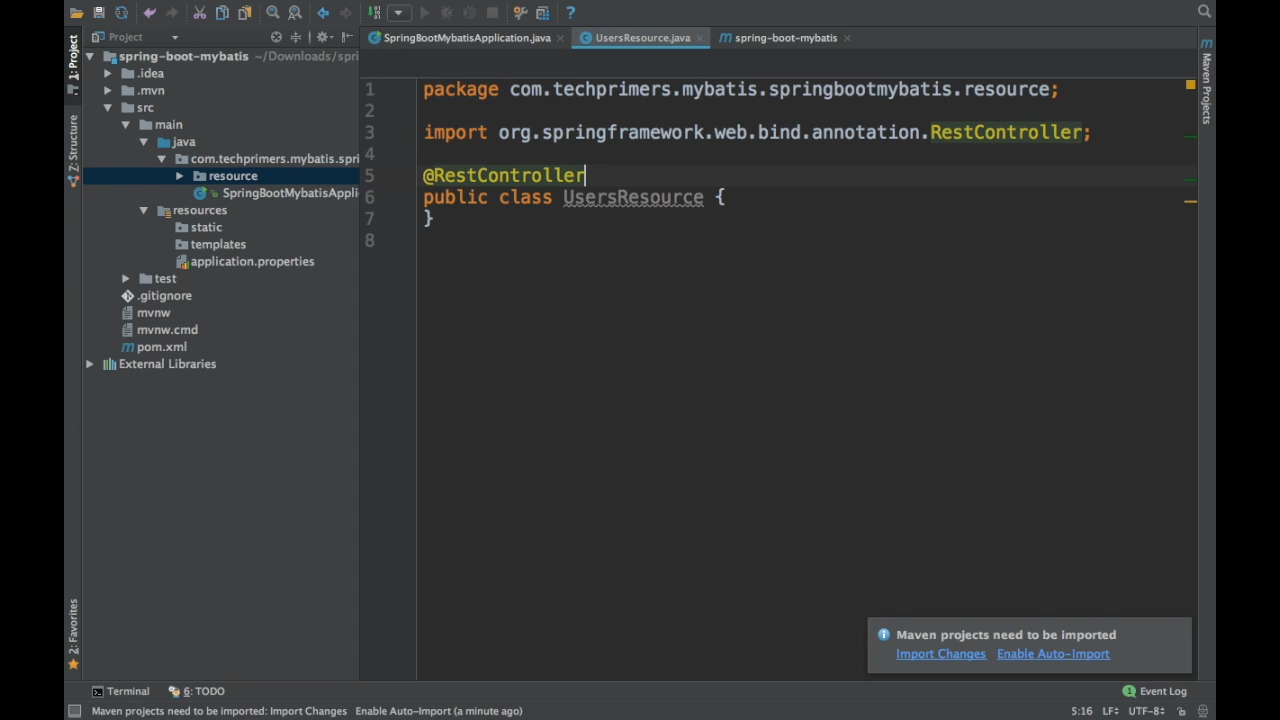 1: Project
Z: Structure
2: Favorites
Project
spring-boot-mybatis ~/Downloads/spri
.idea
.mvn
src
main
java
com.techprimers.mybatis.spri
resource
SpringBootMybatisAppli
resources
static
templates
application.properties
test
.gitignore
mvnw
mvnw.cmd
pom.xml
External Libraries
SpringBootMybatisApplication.java
UsersResource.java
spring-boot-mybatis
1 package com.techprimers.mybatis.springbootmybatis.resource;
2
3 import org.springframework.web.bind.annotation.RestController;
4
5 @RestController
6 public class UsersResource {
7 }
8
Maven Projects
Maven projects need to be imported
Import Changes Enable Auto-Import
Terminal 6: TODO
1 Event Log
Maven projects need to be imported: Import Changes Enable Auto-Import (a minute ago)
5:16 LF UTF-8